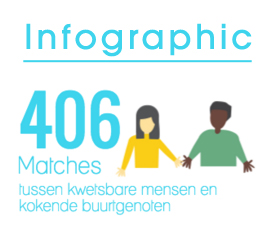 Infographic
406
Matches
tussen kwetsbare mensen en
kokende buurtgenoten